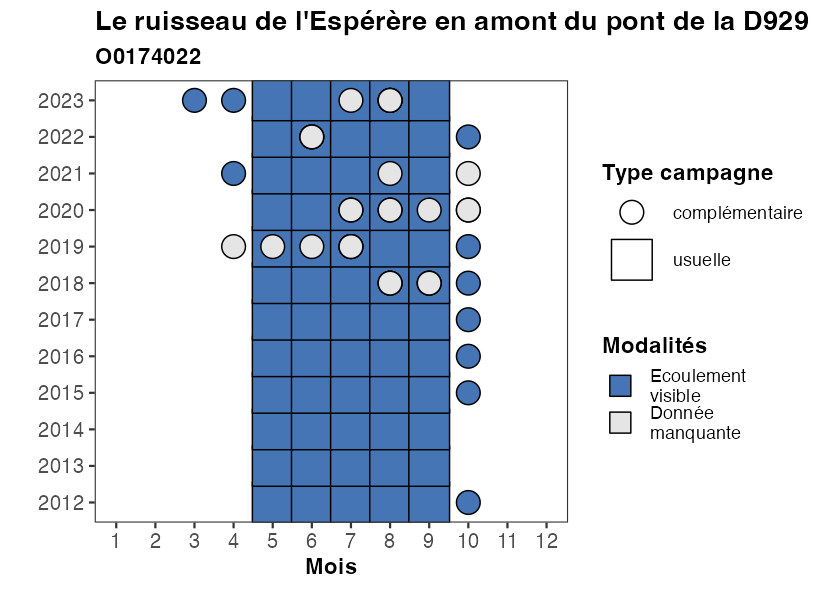 Le ruisseau de l'Espérère en amont du pont de la D929
O0174022
2023
2022
2021
2020
2019
2018
2017
2016
2015
2014
2013
2012
1 2 3 4 5 6 7 8 9 10 11 12
Mois
Type campagne
complémentaire
usuelle
Modalités
Ecoulement
visible
Donnée
manquante